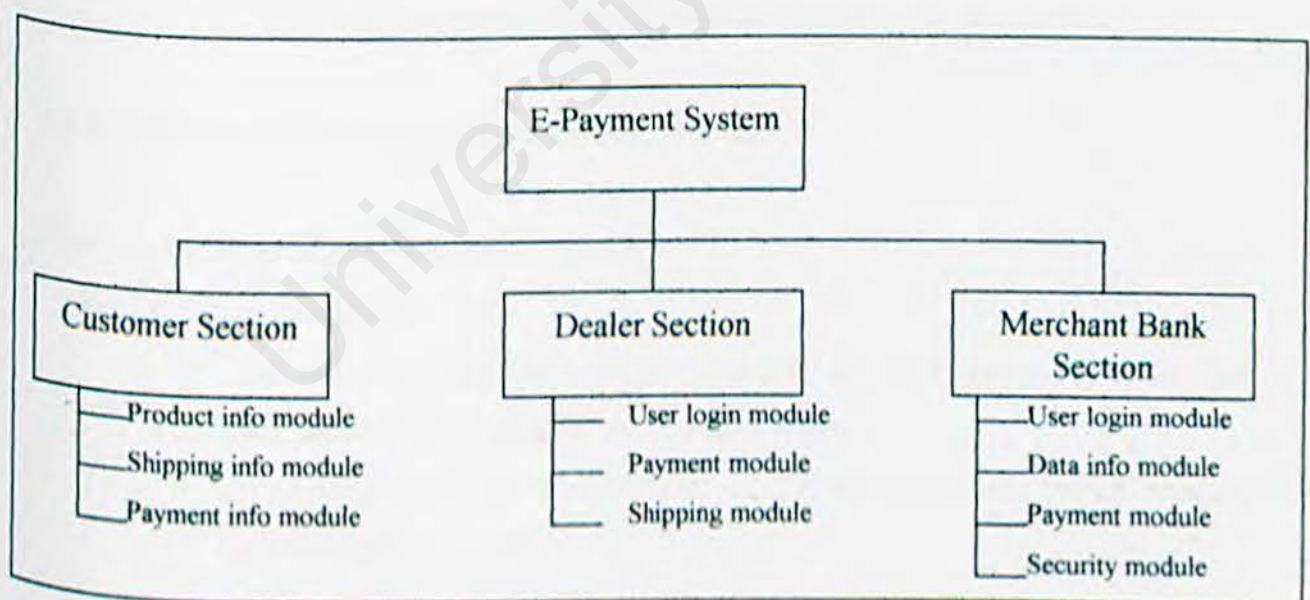 University
E-Payment System
Customer Section
Product info module
Shipping info module
Payment info module
Dealer Section
User login module
Payment module
Shipping module
Merchant Bank
Section
User login module
Data info module
Payment module
Security module